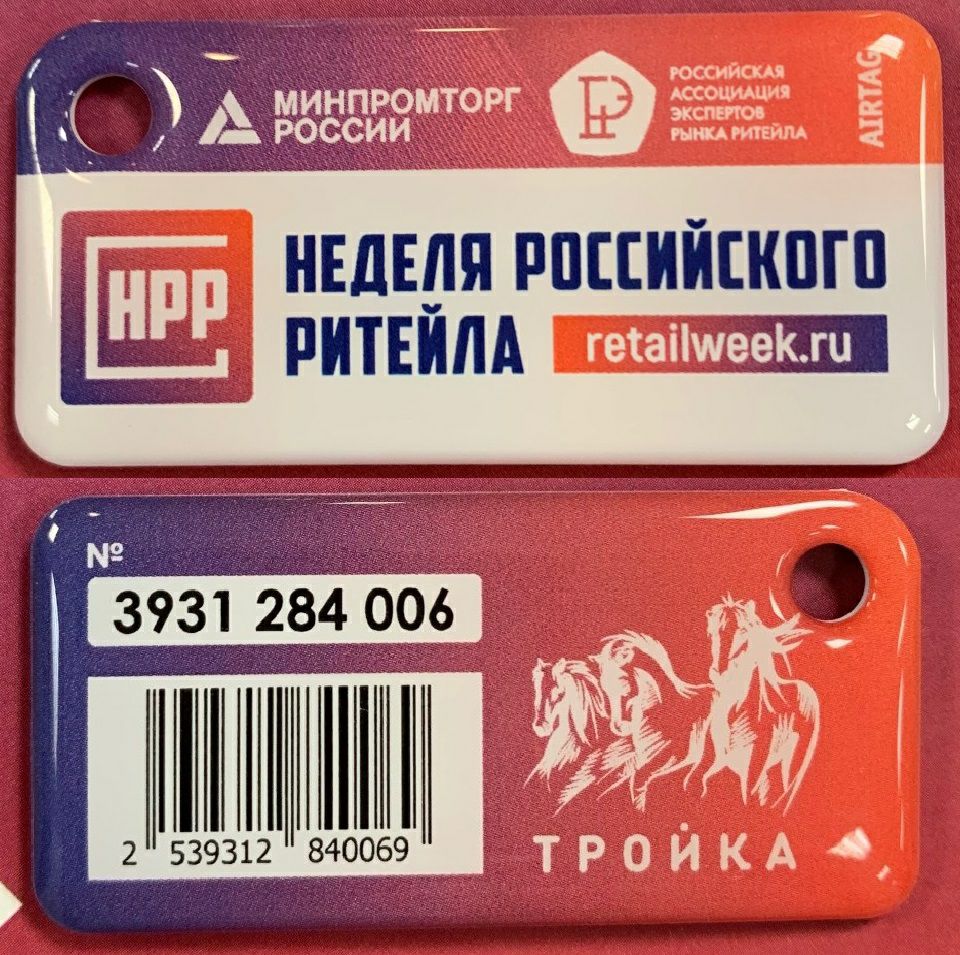 МИНПРОМТОРГ
РОССИИ
РОССИЙСКАЯ
АССОЦИАЦИЯ
ЭКСПЕРТОВ
РЫНКА РИТЕЙЛА
AIRTAG
НРР
НЕДЕЛЯ РОССИЙСКОГО
РИТЕЙЛА
retailweek.ru
№
3931 284 006
2 539312 840069
ТРОЙКА